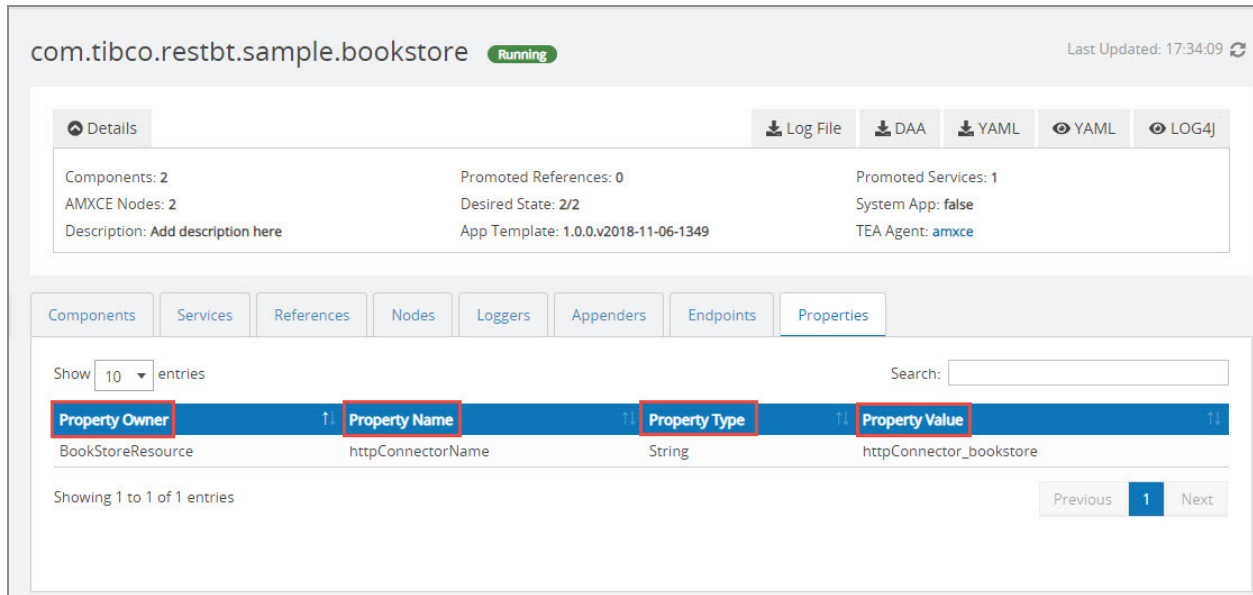 com.tibco.restbt.sample.bookstore Running Last Updated: 17:34:09
Details Log File DAA YAML YAML LOG4J
Components: 2 Promoted References: 0 Promoted Services: 1
AMXCE Nodes: 2 Desired State: 2/2 System App: false
Description: Add description here App Template: 1.0.0.v2018-11-06-1349 TEA Agent: amxce
Components Services References Nodes Loggers Appenders Endpoints Properties
Show 10 entries Search:
Property Owner Property Name Property Type Property Value
BookStoreResource httpConnectorName String httpConnector_bookstore
Showing 1 to 1 of 1 entries Previous 1 Next